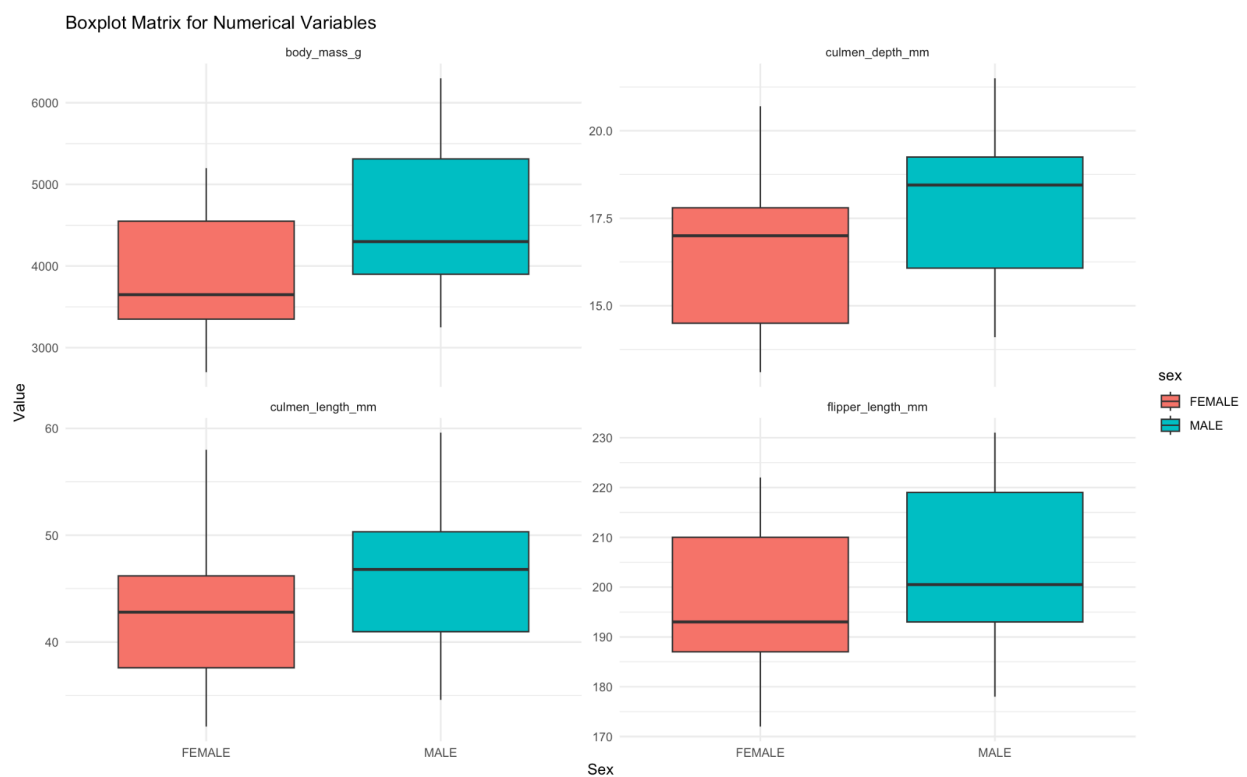 Boxplot Matrix for Numerical Variables
body_mass_g
culmen_depth_mm
6000
5000
4000
3000
20.0
17.5
15.0
Value
culmen_length_mm
flipper_length_mm
60
50
40
230
220
210
200
190
180
170
FEMALE
MALE
FEMALE
MALE
Sex
sex
FEMALE
MALE